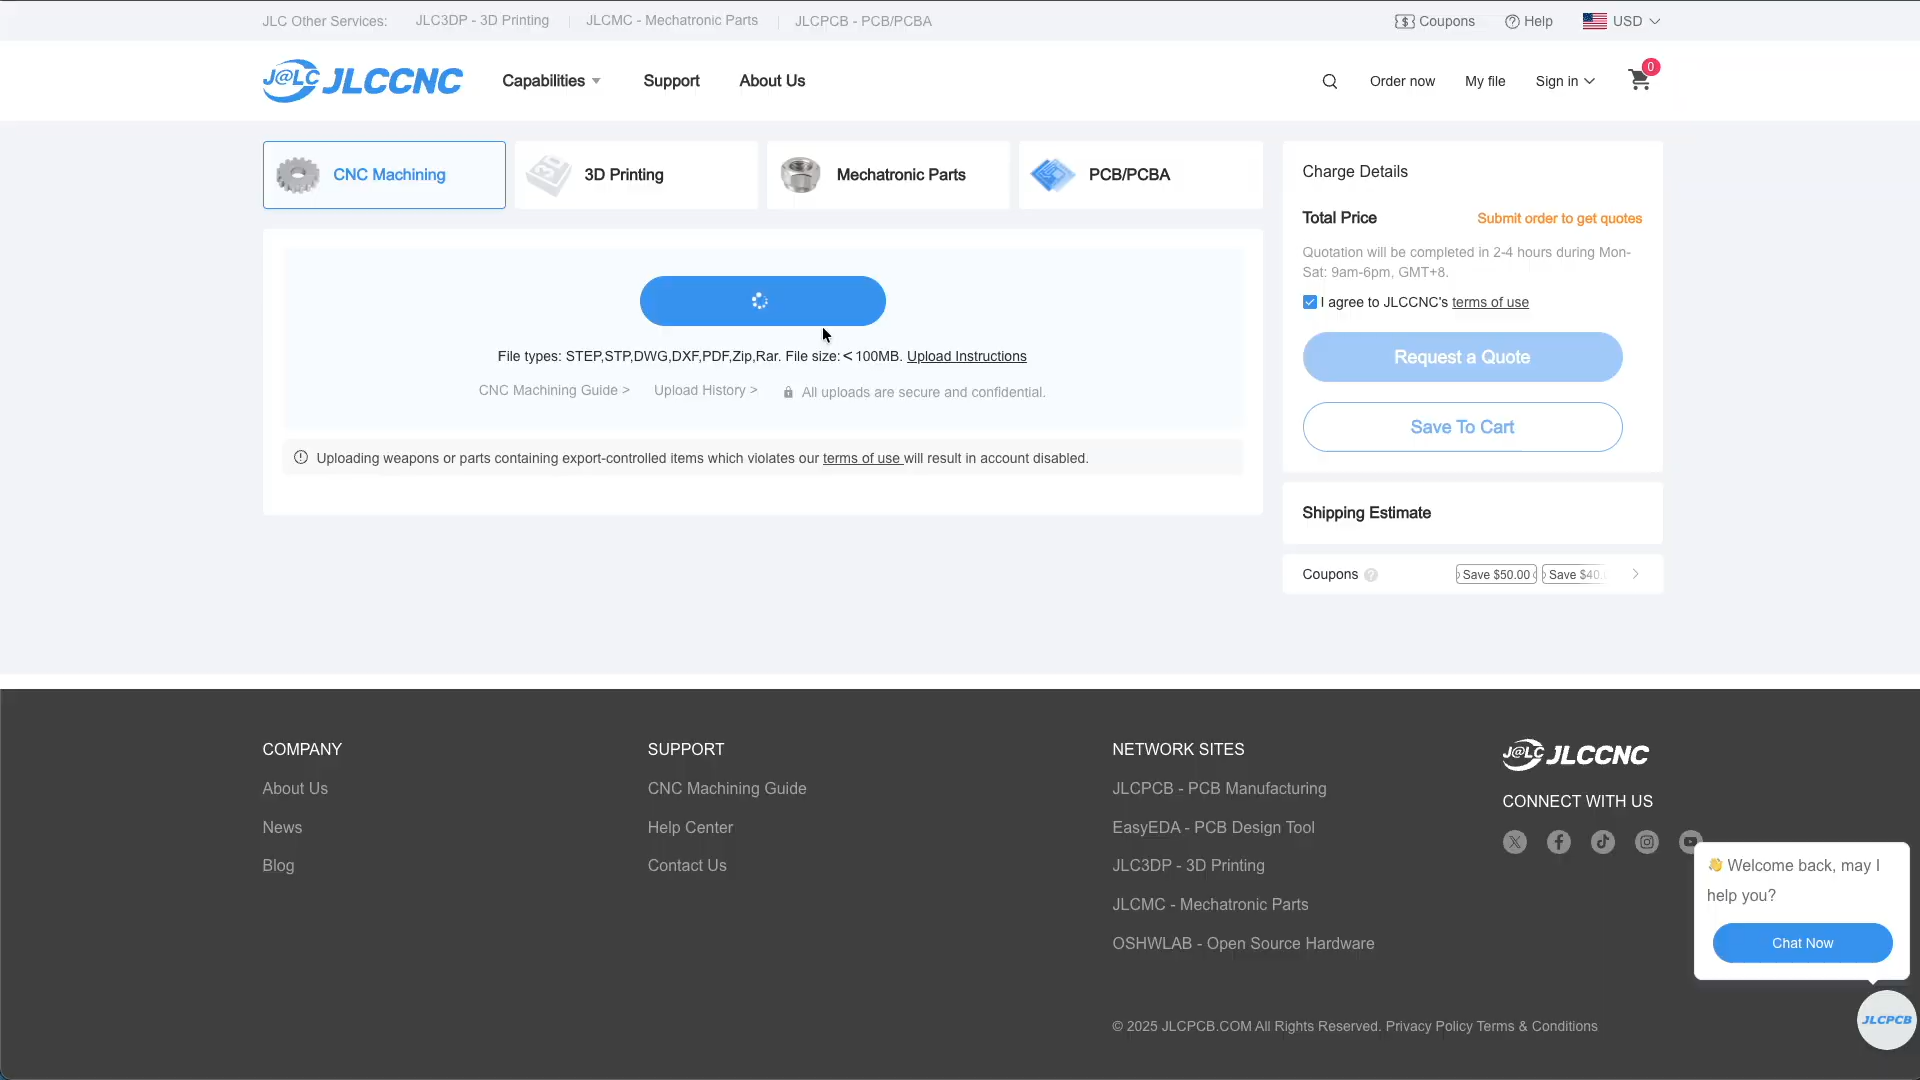 JLC Other Services: JLC3DP - 3D Printing JLCMC - Mechatronic Parts JLCPCB - PCB/PCBA Coupons Help USD
J@LC JLCCNC Capabilities Support About Us Order now My file Sign in 0
CNC Machining 3D Printing Mechatronic Parts PCB/PCBA
File types: STEP,STP,DWG,DXF,PDF,Zip,Rar. File size:< 100MB. Upload Instructions
CNC Machining Guide > Upload History > All uploads are secure and confidential.
Uploading weapons or parts containing export-controlled items which violates our terms of use will result in account disabled.
Charge Details
Total Price Submit order to get quotes
Quotation will be completed in 2-4 hours during Mon-
Sat: 9am-6pm, GMT+8.
I agree to JLCCNC's terms of use
Request a Quote
Save To Cart
Shipping Estimate
Coupons Save $50.00 Save $40.
COMPANY
About Us
News
Blog
SUPPORT
CNC Machining Guide
Help Center
Contact Us
NETWORK SITES
JLCPCB - PCB Manufacturing
EasyEDA - PCB Design Tool
JLC3DP - 3D Printing
JLCMC - Mechatronic Parts
OSHWLAB - Open Source Hardware
J@LC JLCCNC
CONNECT WITH US
👋 Welcome back, may I
help you?
Chat Now
JLCPCB
© 2025 JLCPCB.COM All Rights Reserved. Privacy Policy Terms & Conditions